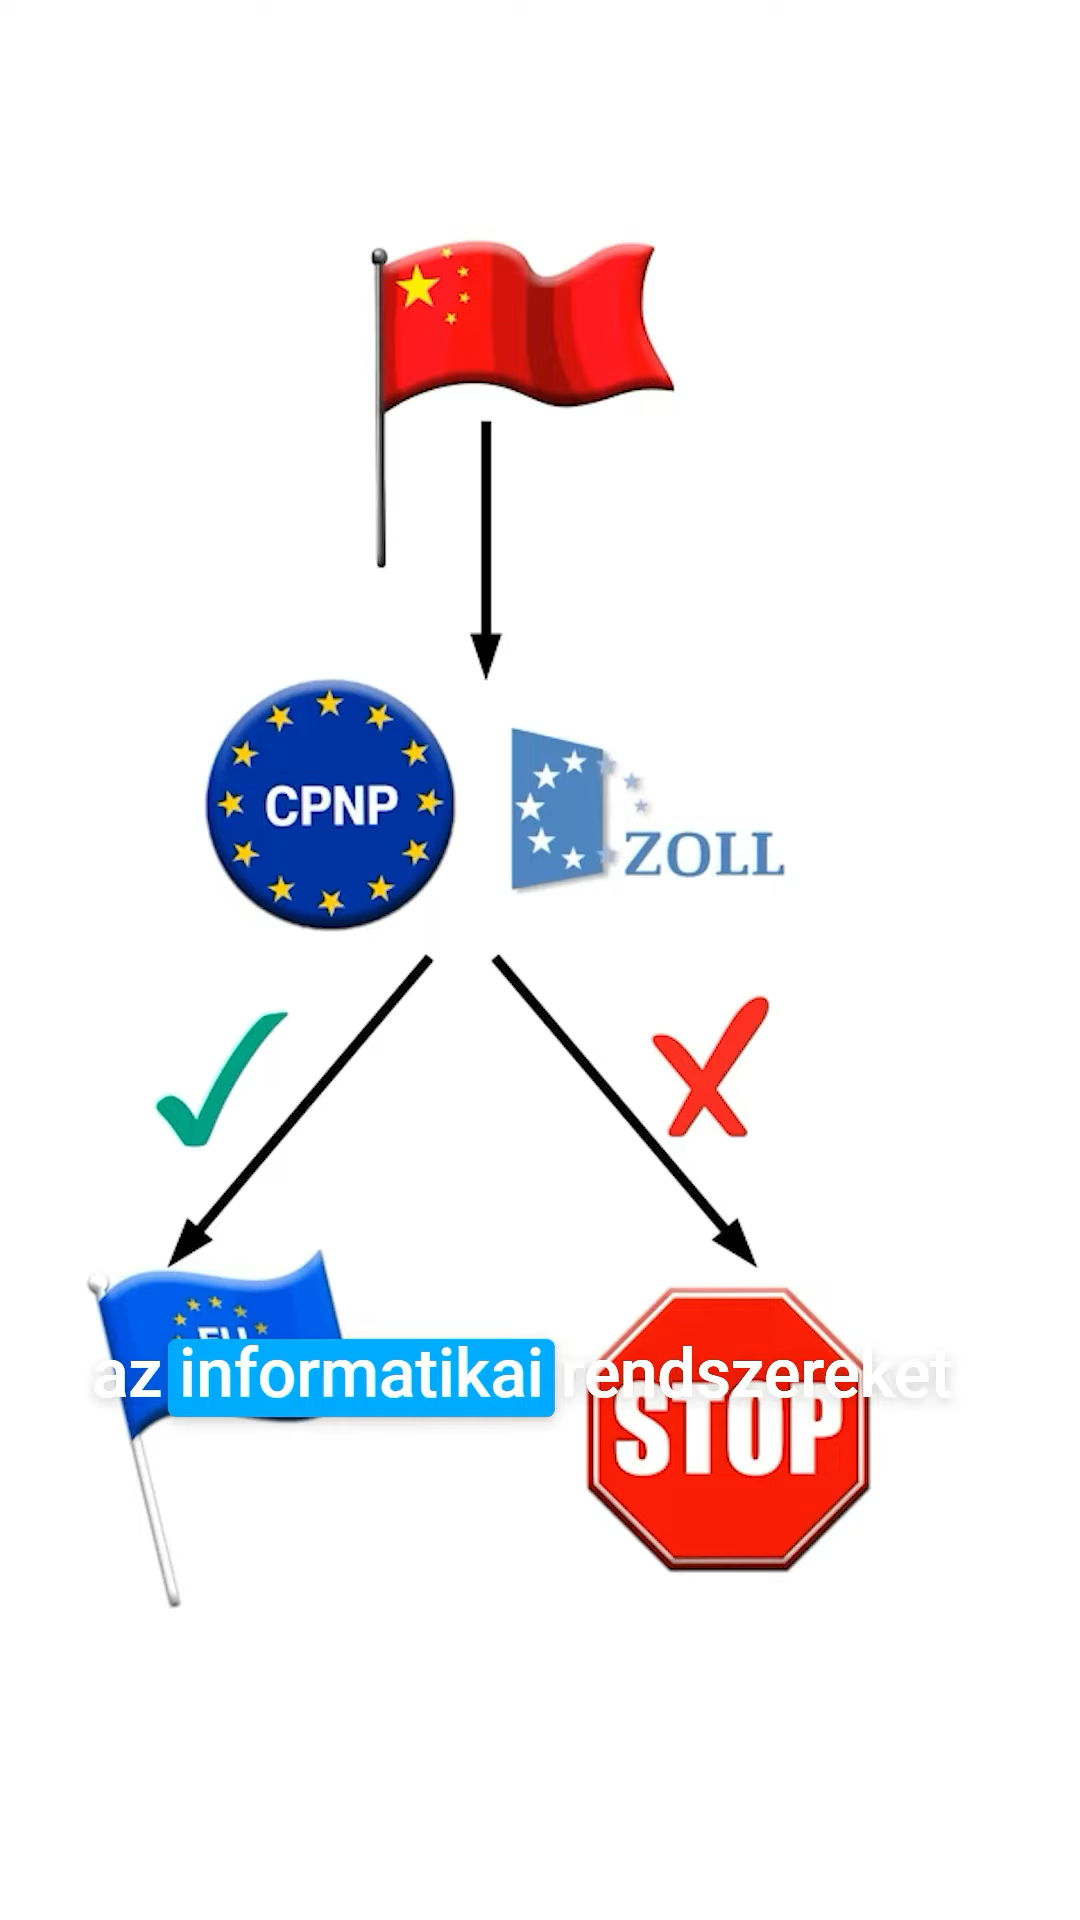 CPNP
ZOLL
EU
az informatikai rendszereket
STOP